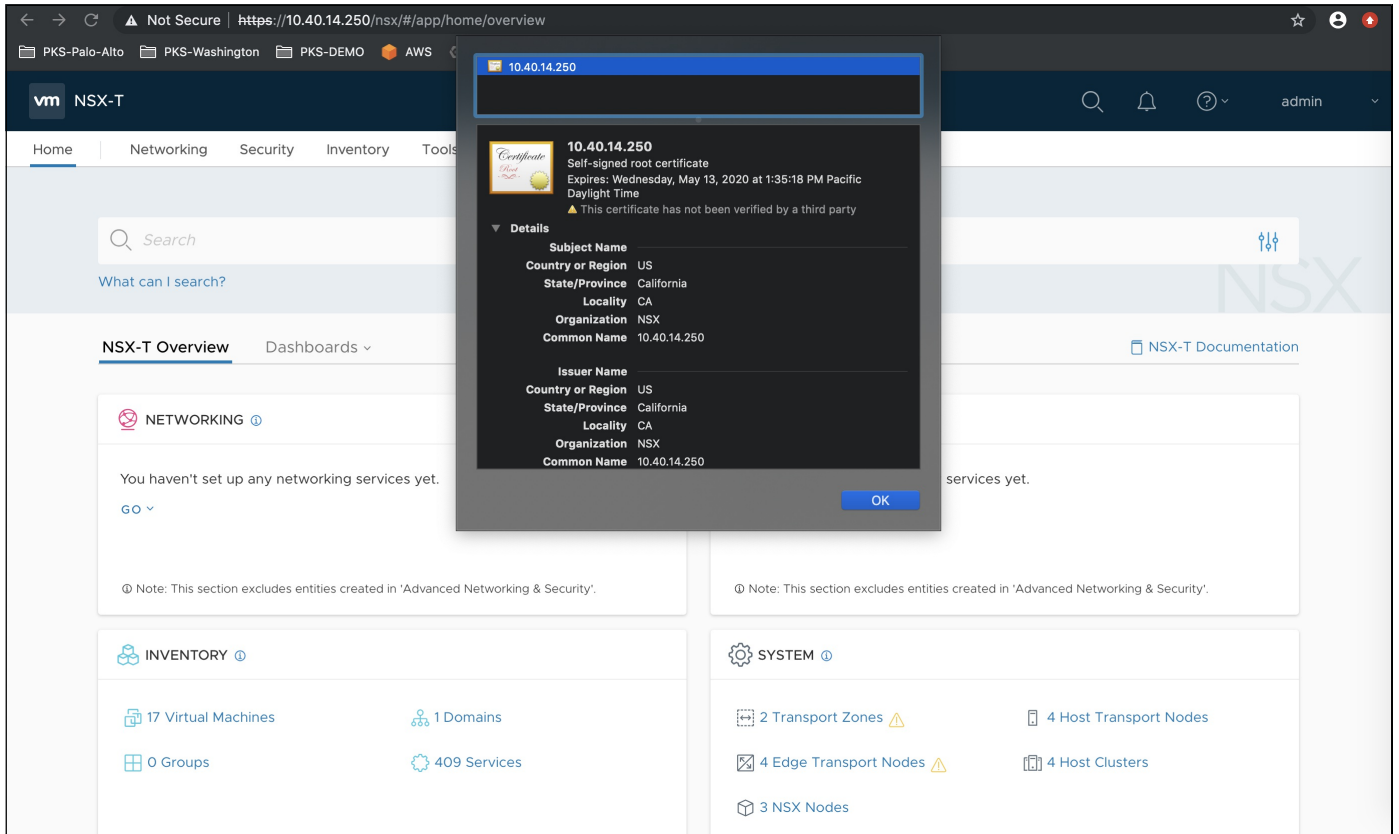 Not Secure | https://10.40.14.250/nsx/#/app/home/overview
PKS-Palo-Alto PKS-Washington PKS-DEMO AWS
10.40.14.250
vm NSX-T admin
Home Networking Security Inventory Tools
Certificate
Root
10.40.14.250
Self-signed root certificate
Expires: Wednesday, May 13, 2020 at 1:35:18 PM Pacific
Daylight Time
This certificate has not been verified by a third party
Details
Subject Name
Country or Region US
State/Province California
Locality CA
Organization NSX
Common Name 10.40.14.250
Issuer Name
Country or Region US
State/Province California
Locality CA
Organization NSX
Common Name 10.40.14.250
OK
Search
What can I search?
NSX
NSX-T Overview Dashboards NSX-T Documentation
NETWORKING
You haven't set up any networking services yet. services yet.
GO
Note: This section excludes entities created in 'Advanced Networking & Security'. Note: This section excludes entities created in 'Advanced Networking & Security'.
INVENTORY SYSTEM
17 Virtual Machines 1 Domains 2 Transport Zones 4 Host Transport Nodes
0 Groups 409 Services 4 Edge Transport Nodes 4 Host Clusters
3 NSX Nodes